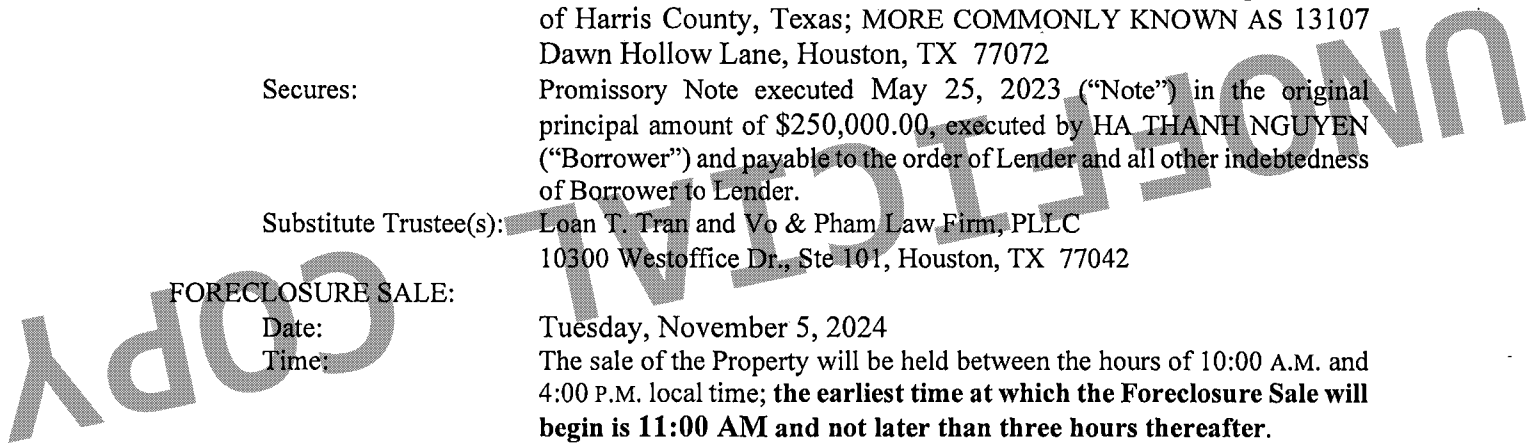 of Harris County, Texas; MORE COMMONLY KNOWN AS 13107
Dawn Hollow Lane, Houston, TX 77072
Secures: Promissory Note executed May 25, 2023 (“Note”) in the original
principal amount of $250,000.00, executed by HA THANH NGUYEN
(“Borrower”) and payable to the order of Lender and all other indebtedness
of Borrower to Lender.
Substitute Trustee(s): Loan T. Tran and Vo & Pham Law Firm, PLLC
10300 Westoffice Dr., Ste 101, Houston, TX 77042
FORECLOSURE SALE:
Date: Tuesday, November 5, 2024
Time: The sale of the Property will be held between the hours of 10:00 A.M. and
4:00 P.M. local time; the earliest time at which the Foreclosure Sale will
begin is 11:00 AM and not later than three hours thereafter.
UNOFFICIAL COPY